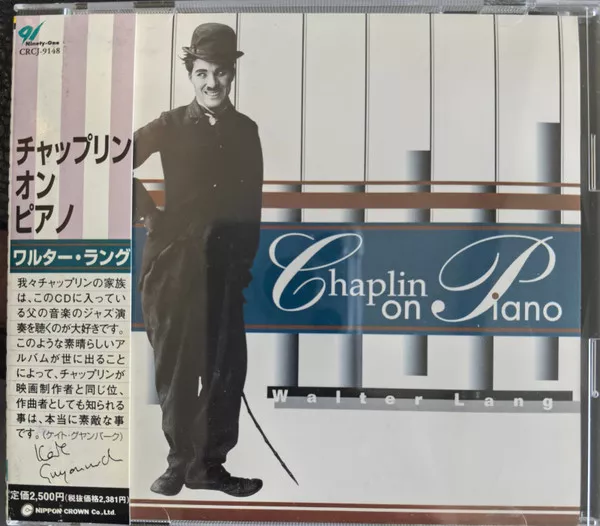 91
Ninety-One
CRCJ-9148
チャップリン
オン
ピアノ
ワルター・ラング
我々チャップリンの家族
は、このCDに入ってい
る父の音楽のジャズ演
奏を聴くのが大好きです。
このような素晴らしいア
ルバムが世に出ること
によって、チャップリンが
映画制作者と同じ位、
作曲者としても知られる
事は、本当に素敵な事
です。(ケイト・グヤンバーク)
Kate
定価2,500円(税抜価格2,381円)
NIPPON CROWN Co., Ltd.
Chaplin
on Piano
Walter Lang